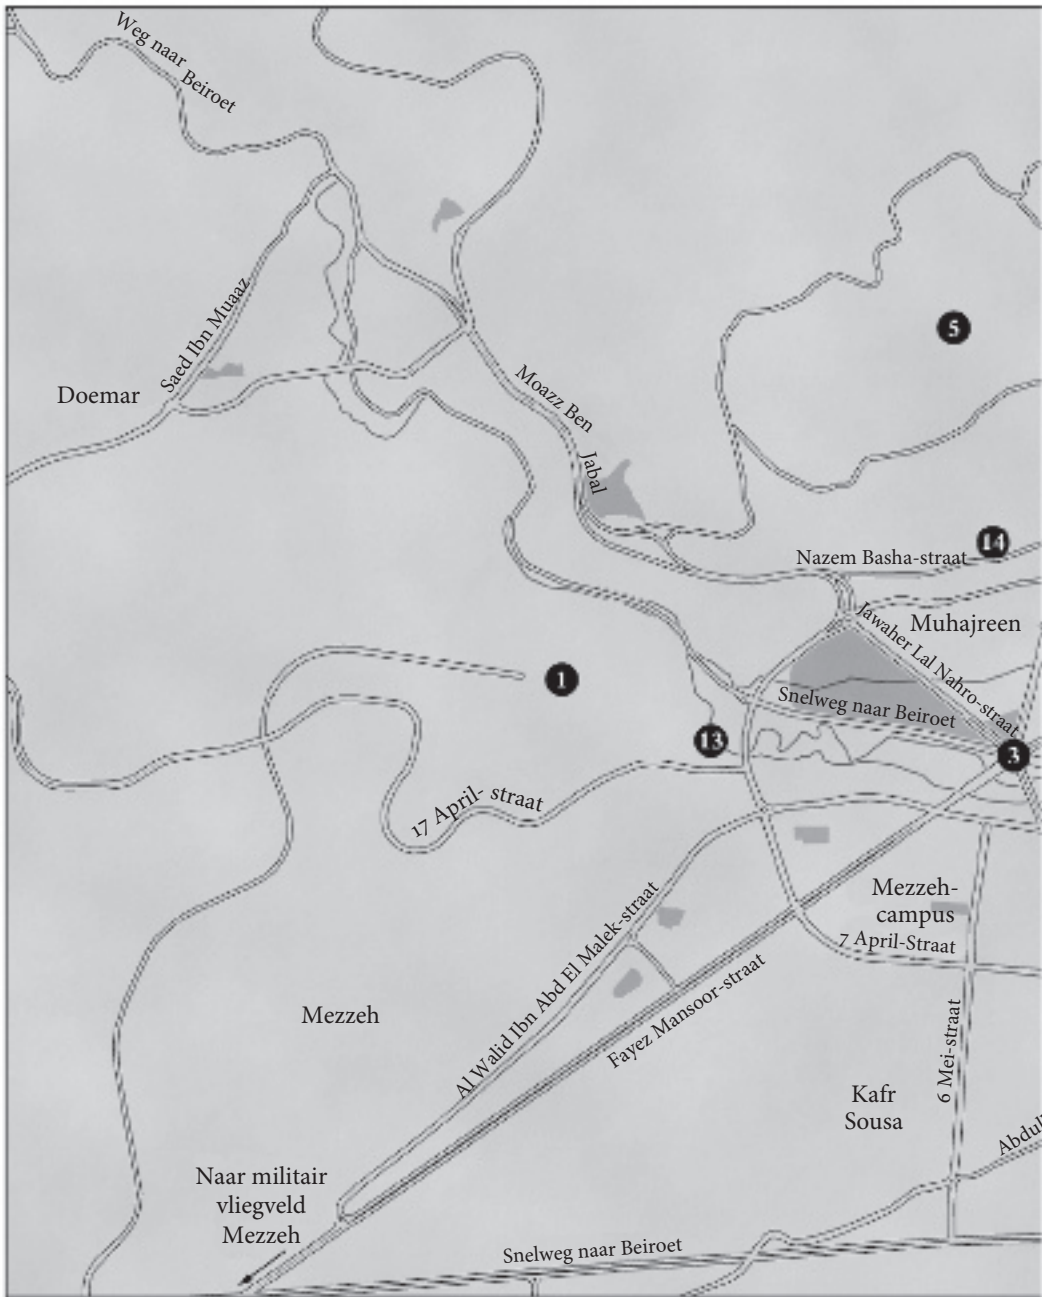 Weg naar
Beiroet
Saed Ibn Muaaz
Doemar
5
Moazz Ben
Jabal
14
Nazem Basha-straat
Muhajreen
Jawaher Lal Nahro-straat
1
Snelweg naar Beiroet
13
3
17 April- straat
Mezzeh-
campus
7 April-Straat
Al Walid Ibn Abd El Malek-straat
Fayez Mansoor-straat
Mezzeh
6 Mei-straat
Kafr
Sousa
Abdull
Naar militair
vliegveld
Mezzeh
Snelweg naar Beiroet